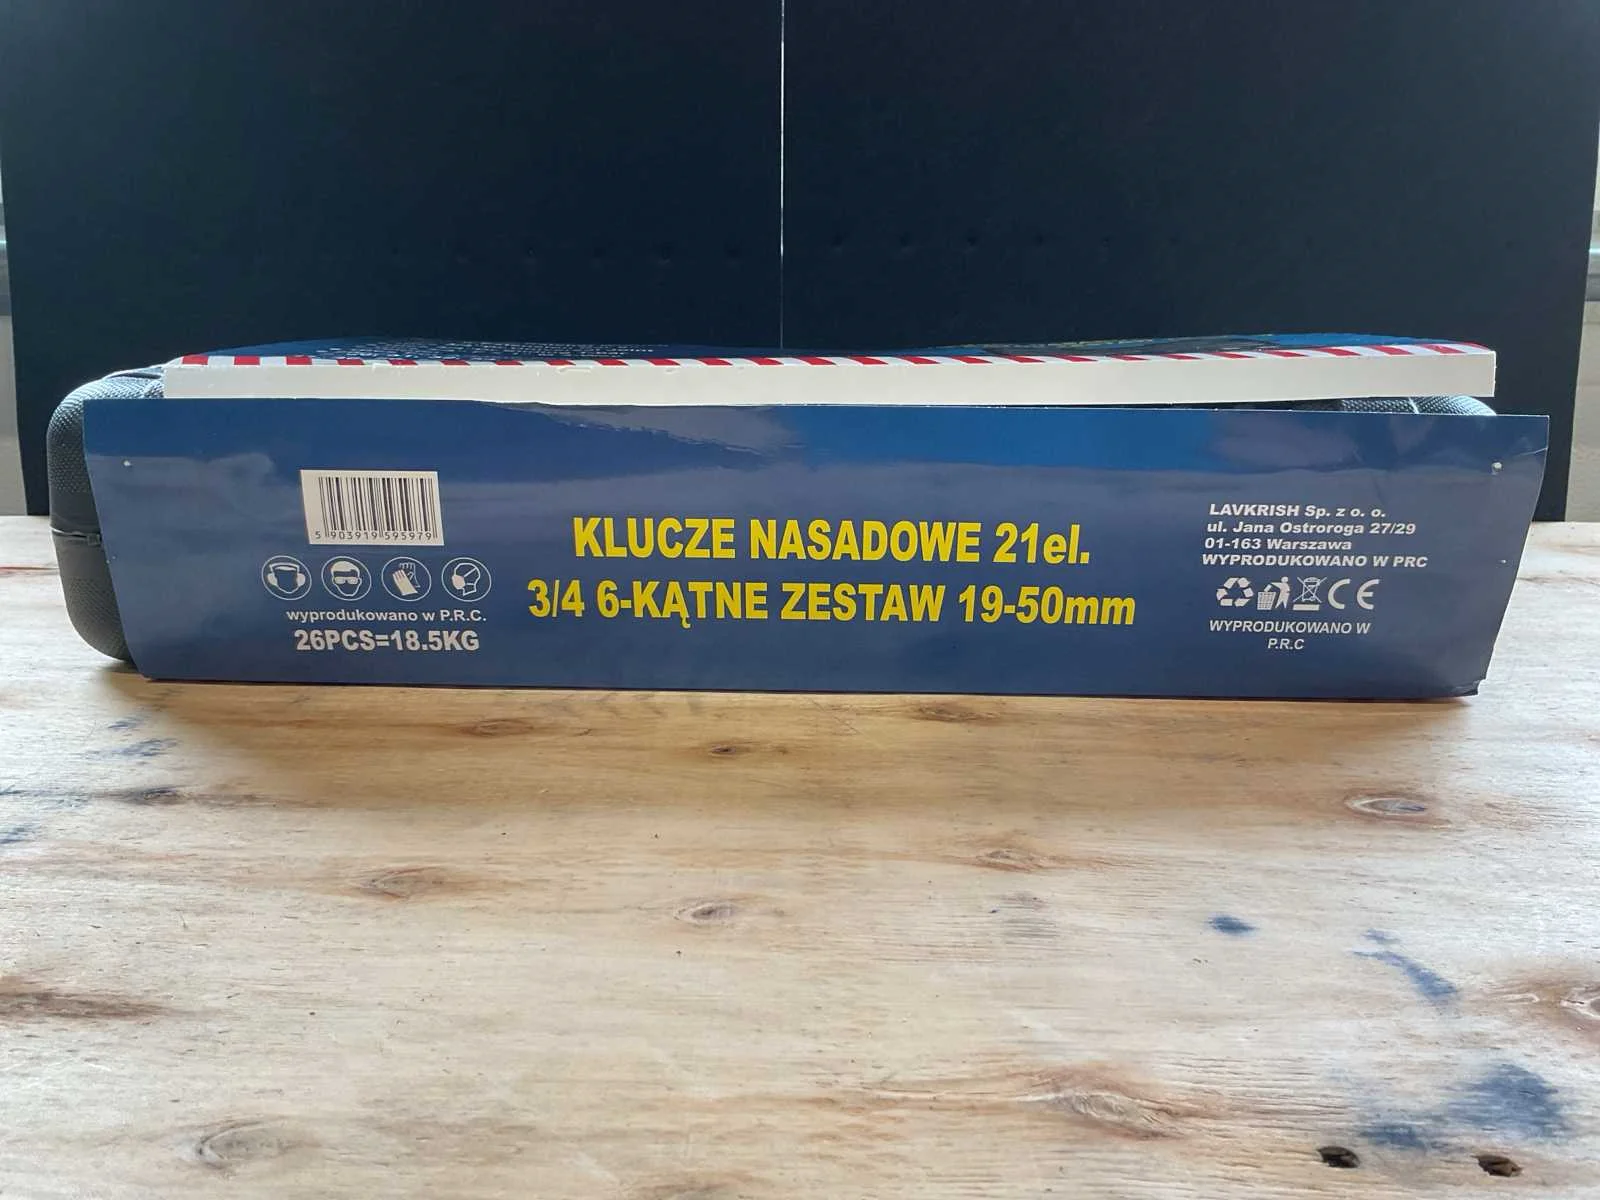 5 903919 595979
wyprodukowano w P.R.C.
26PCS=18.5KG
KLUCZE NASADOWE 21el.
3/4 6-KĄTNE ZESTAW 19-50mm
LAVKRISH Sp. z o. o.
ul. Jana Ostroroga 27/29
01-163 Warszawa
WYPRODUKOWANO W PRC
CE
WYPRODUKOWANO W
P.R.C